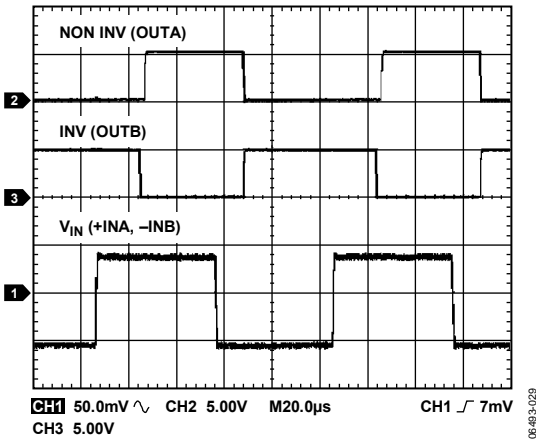 NON INV (OUTA)
2
INV (OUTB)
3
V_IN (+INA, –INB)
1
CH1 50.0mV CH2 5.00V M20.0µs CH1 7mV
CH3 5.00V
06493-029